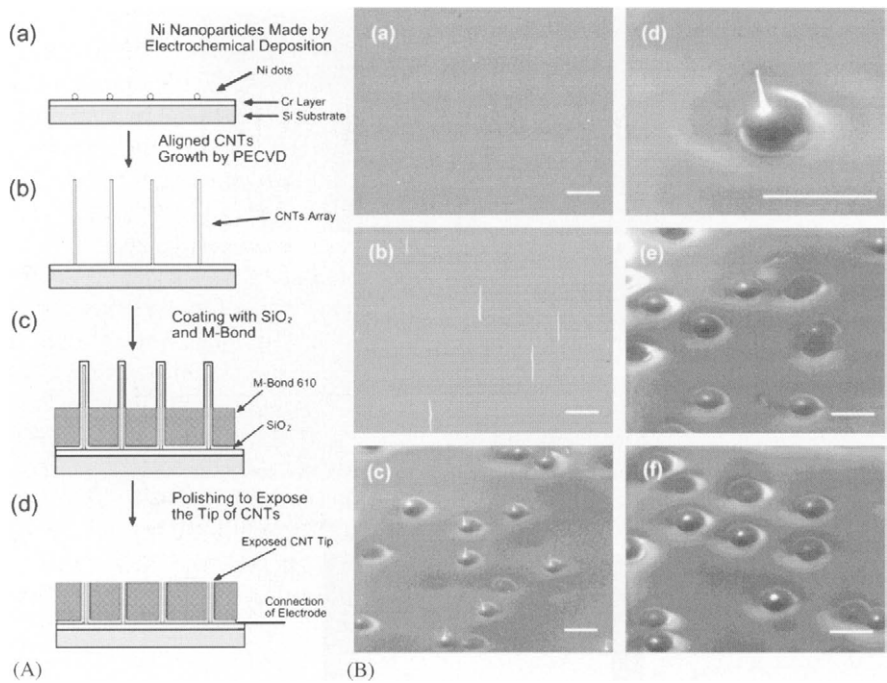 (a)
Ni Nanoparticles Made by
Electrochemical Deposition
Ni dots
Cr Layer
Si Substrate
Aligned CNTs
Growth by PECVD
(b)
CNTs Array
(c)
Coating with SiO₂
and M-Bond
M-Bond 610
SiO₂
(d)
Polishing to Expose
the Tip of CNTs
Exposed CNT Tip
Connection
of Electrode
(A)
(a)
(d)
(b)
(e)
(c)
(f)
(B)